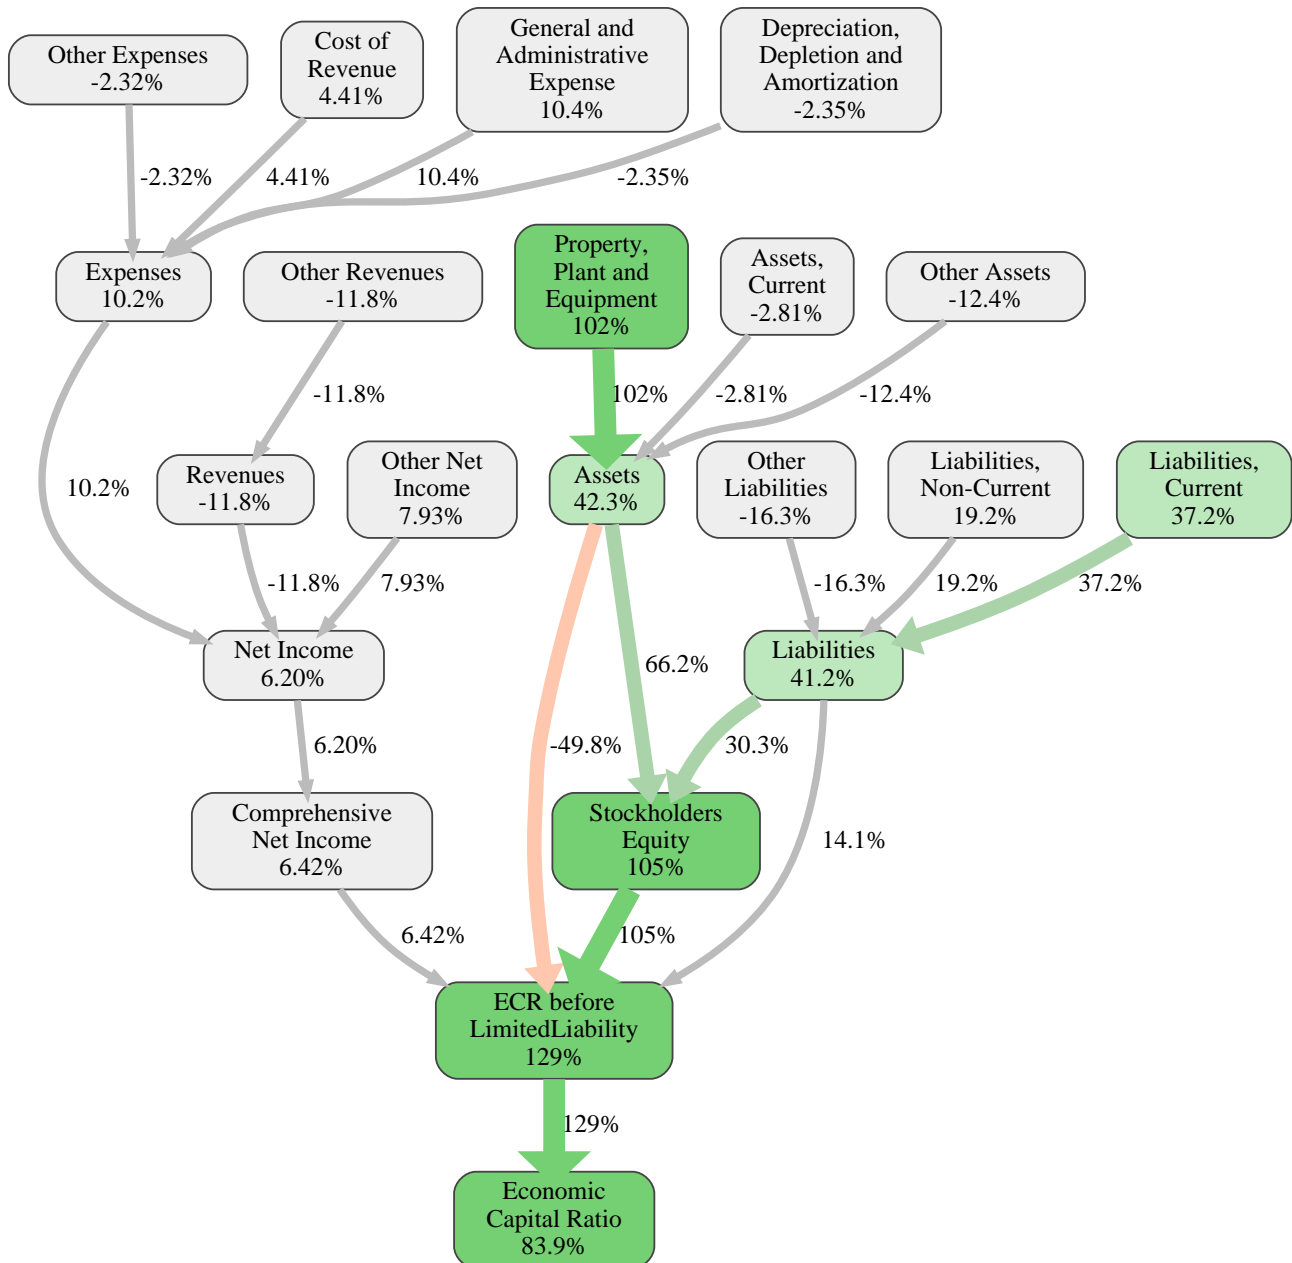 Other Expenses
-2.32%
Cost of
Revenue
4.41%
General and
Administrative
Expense
10.4%
Depreciation,
Depletion and
Amortization
-2.35%
-2.32%
4.41%
10.4%
-2.35%
Expenses
10.2%
Other Revenues
-11.8%
Property,
Plant and
Equipment
102%
Assets,
Current
-2.81%
Other Assets
-12.4%
-11.8%
102%
-2.81%
-12.4%
10.2%
Revenues
-11.8%
Other Net
Income
7.93%
Assets
42.3%
Other
Liabilities
-16.3%
Liabilities,
Non-Current
19.2%
Liabilities,
Current
37.2%
-11.8%
7.93%
-16.3%
19.2%
37.2%
Net Income
6.20%
66.2%
Liabilities
41.2%
6.20%
-49.8%
30.3%
Comprehensive
Net Income
6.42%
Stockholders
Equity
105%
14.1%
6.42%
105%
ECR before
LimitedLiability
129%
129%
Economic
Capital Ratio
83.9%